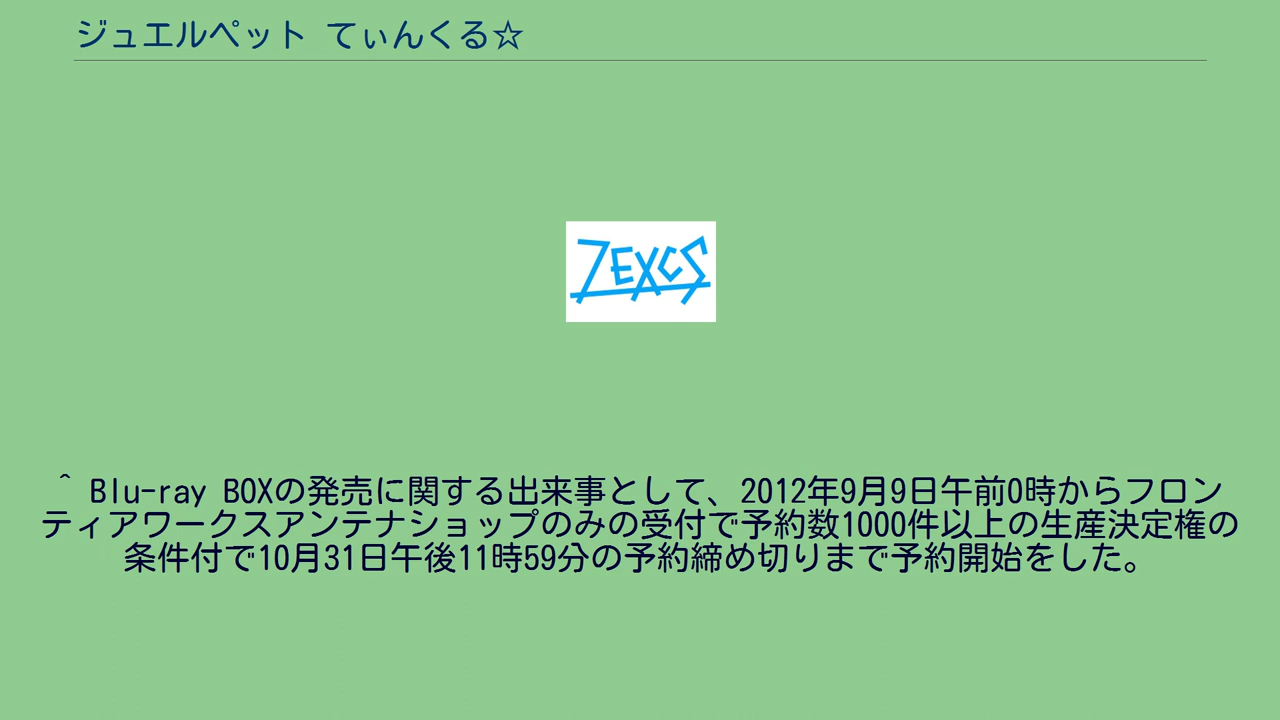 ジュエルペット てぃんくる☆
ZEXCS
^ Blu-ray BOXの発売に関する出来事として、2012年9月9日午前0時からフロン
ティアワークスアンテナショップのみの受付で予約数1000件以上の生産決定権の
条件付で10月31日午後11時59分の予約締め切りまで予約開始をした。